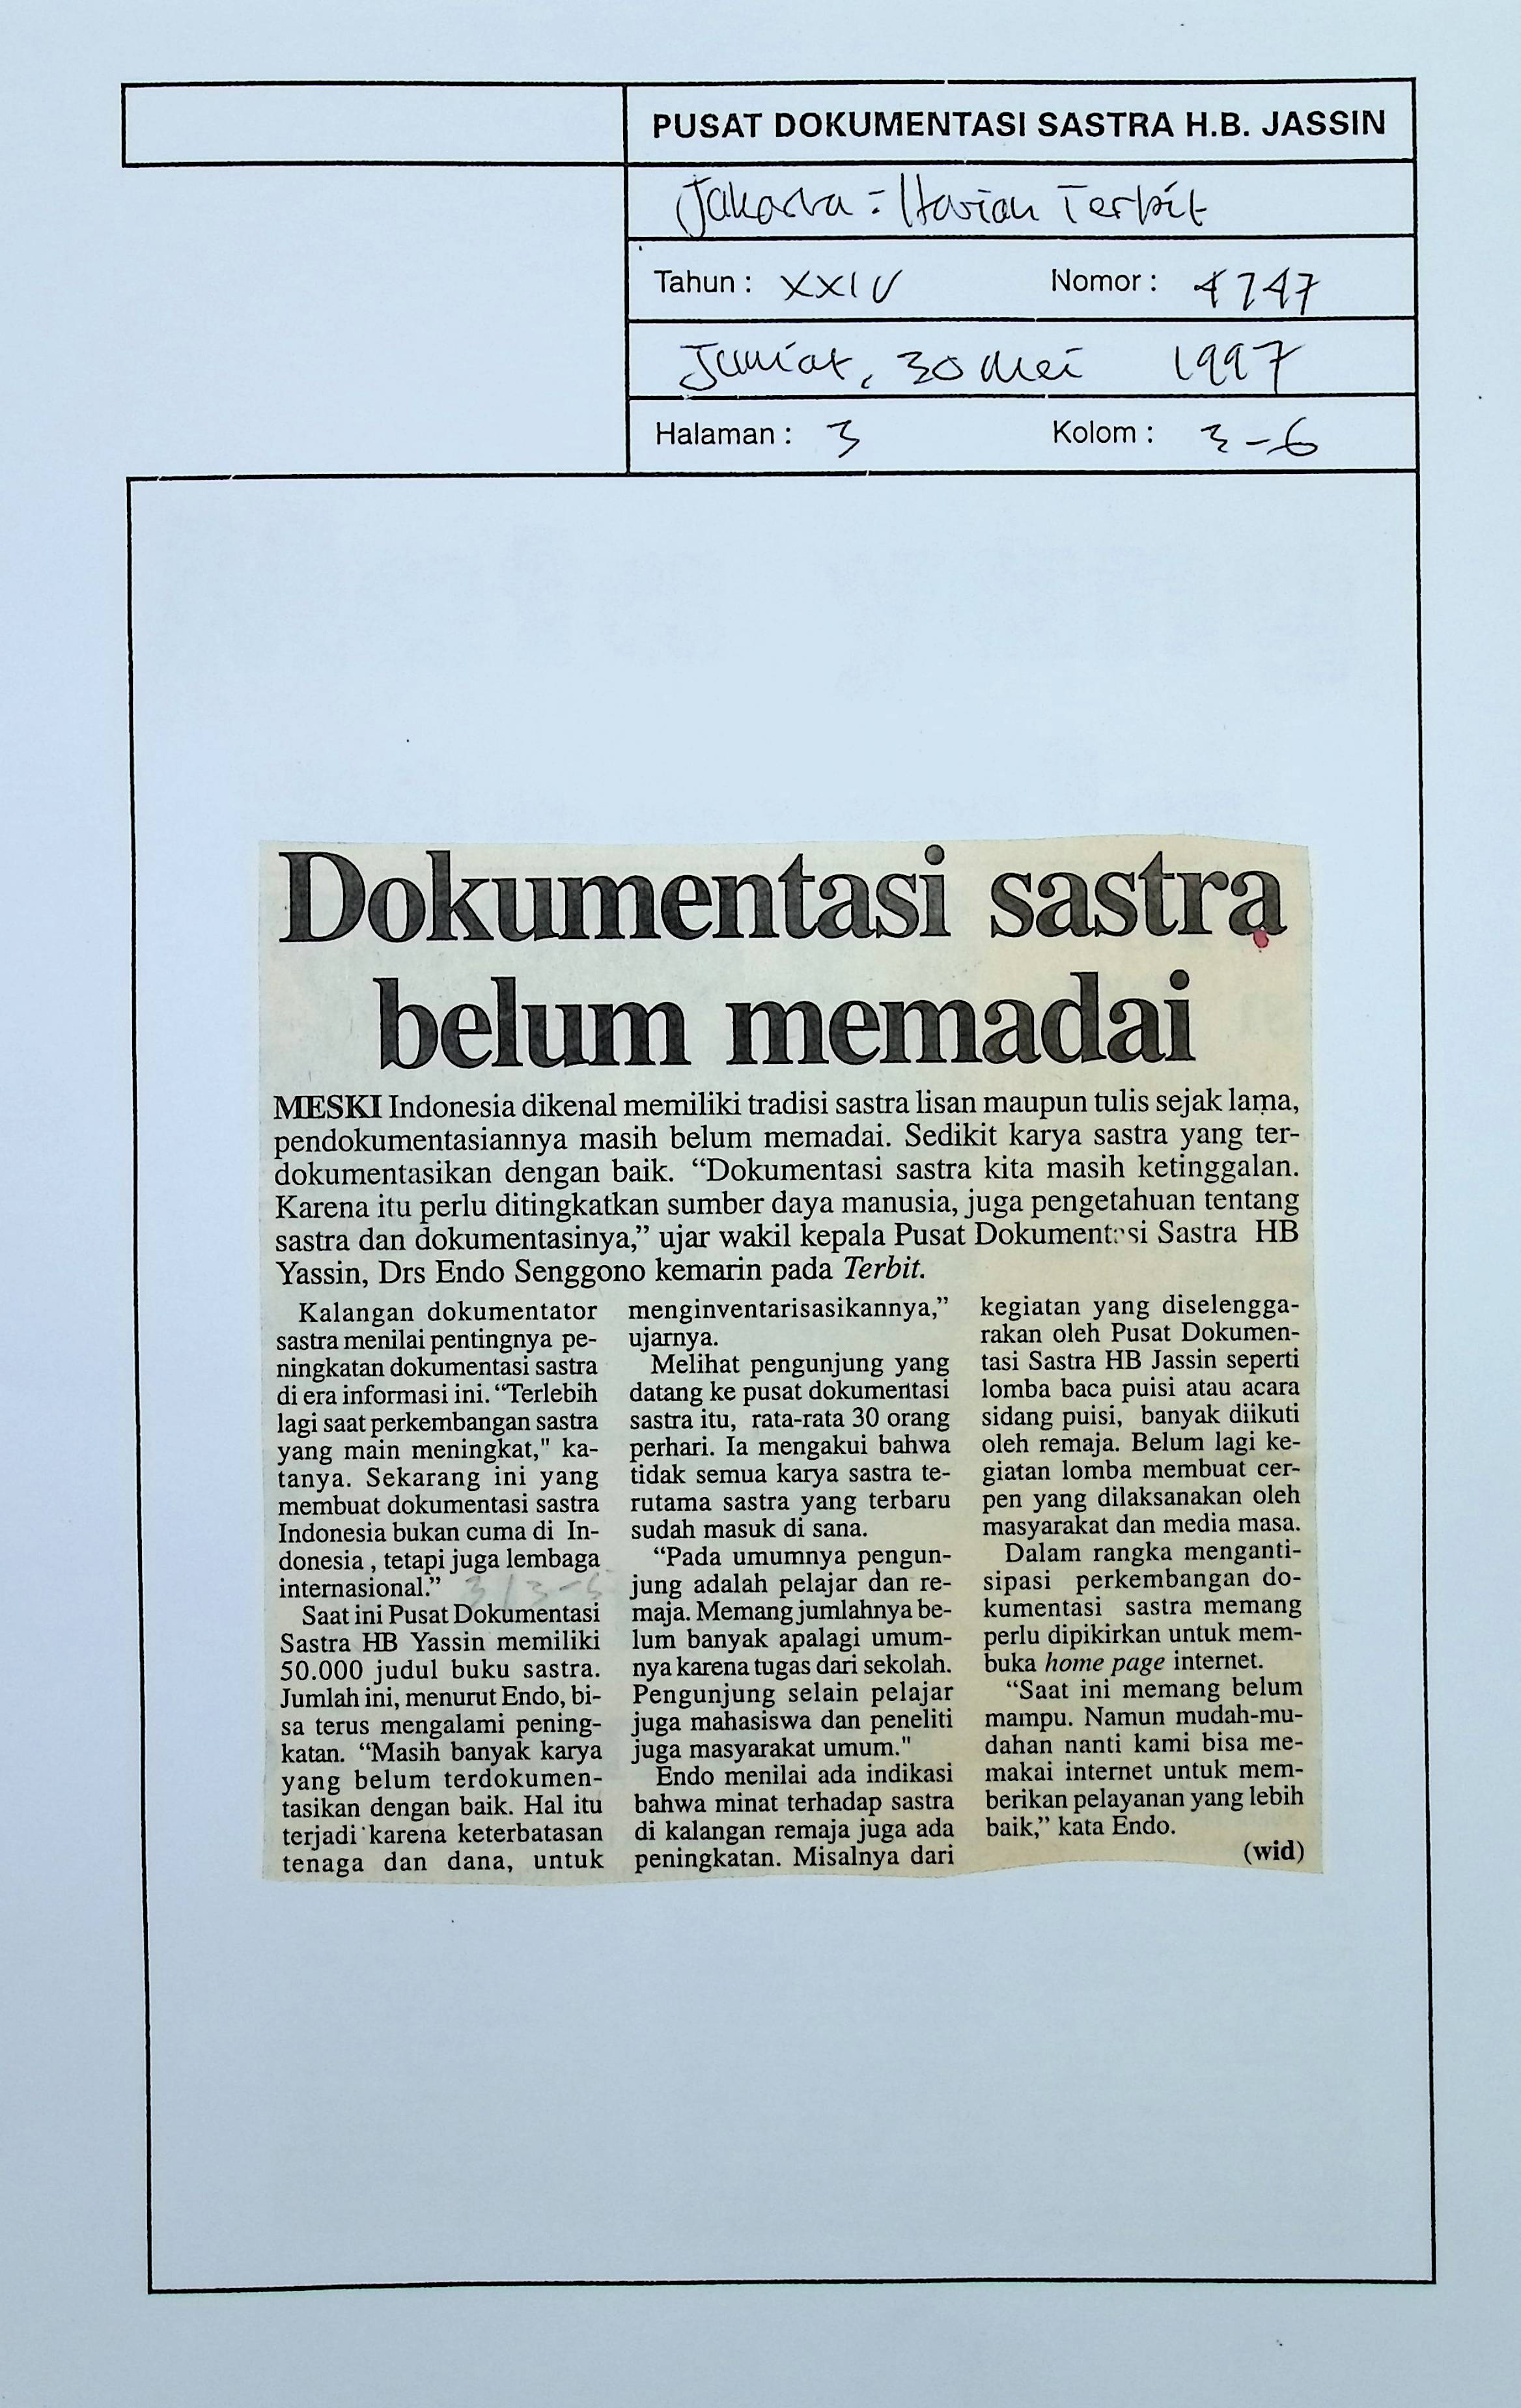 PUSAT DOKUMENTASI SASTRA H.B. JASSIN
Jakarta : Harian Terbit
Tahun : XXIV Nomor : 4747
Jumat, 30 Mei 1997
Halaman : 3 Kolom : 3-6
Dokumentasi sastra
belum memadai
MESKI Indonesia dikenal memiliki tradisi sastra lisan maupun tulis sejak lama,
pendokumentasiannya masih belum memadai. Sedikit karya sastra yang ter-
dokumentasikan dengan baik. “Dokumentasi sastra kita masih ketinggalan.
Karena itu perlu ditingkatkan sumber daya manusia, juga pengetahuan tentang
sastra dan dokumentasinya,” ujar wakil kepala Pusat Dokumentasi Sastra HB
Yassin, Drs Endo Senggono kemarin pada Terbit.
Kalangan dokumentator
sastra menilai pentingnya pe-
ningkatan dokumentasi sastra
di era informasi ini. “Terlebih
lagi saat perkembangan sastra
yang main meningkat," ka-
tanya. Sekarang ini yang
membuat dokumentasi sastra
Indonesia bukan cuma di In-
donesia , tetapi juga lembaga
internasional.”
Saat ini Pusat Dokumentasi
Sastra HB Yassin memiliki
50.000 judul buku sastra.
Jumlah ini, menurut Endo, bi-
sa terus mengalami pening-
katan. “Masih banyak karya
yang belum terdokumen-
tasikan dengan baik. Hal itu
terjadi karena keterbatasan
tenaga dan dana, untuk
menginventarisasikannya,”
ujarnya.
Melihat pengunjung yang
datang ke pusat dokumentasi
sastra itu, rata-rata 30 orang
perhari. Ia mengakui bahwa
tidak semua karya sastra te-
rutama sastra yang terbaru
sudah masuk di sana.
“Pada umumnya pengun-
jung adalah pelajar dan re-
maja. Memang jumlahnya be-
lum banyak apalagi umum-
nya karena tugas dari sekolah.
Pengunjung selain pelajar
juga mahasiswa dan peneliti
juga masyarakat umum."
Endo menilai ada indikasi
bahwa minat terhadap sastra
di kalangan remaja juga ada
peningkatan. Misalnya dari
kegiatan yang diselengga-
rakan oleh Pusat Dokumen-
tasi Sastra HB Jassin seperti
lomba baca puisi atau acara
sidang puisi, banyak diikuti
oleh remaja. Belum lagi ke-
giatan lomba membuat cer-
pen yang dilaksanakan oleh
masyarakat dan media masa.
Dalam rangka menganti-
sipasi perkembangan do-
kumentasi sastra memang
perlu dipikirkan untuk mem-
buka home page internet.
“Saat ini memang belum
mampu. Namun mudah-mu-
dahan nanti kami bisa me-
makai internet untuk mem-
berikan pelayanan yang lebih
baik,” kata Endo.
(wid)